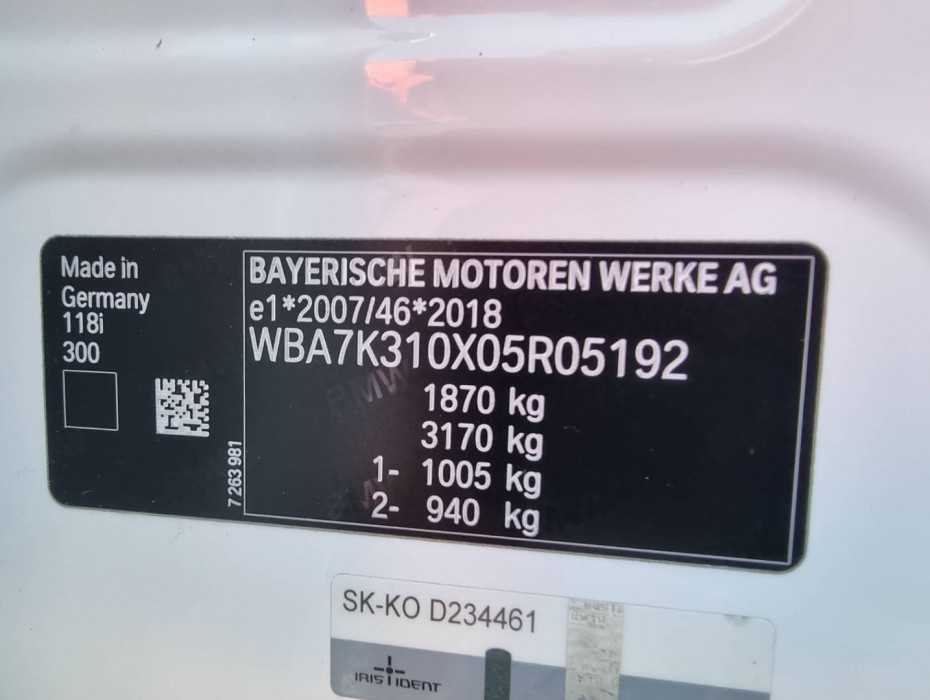 Made in
Germany
118i
300
7 263 981
BAYERISCHE MOTOREN WERKE AG
e1*2007/46*2018
WBA7K310X05R05192
1870 kg
3170 kg
1- 1005 kg
2- 940 kg
SK-KO D234461
IRIS IDENT